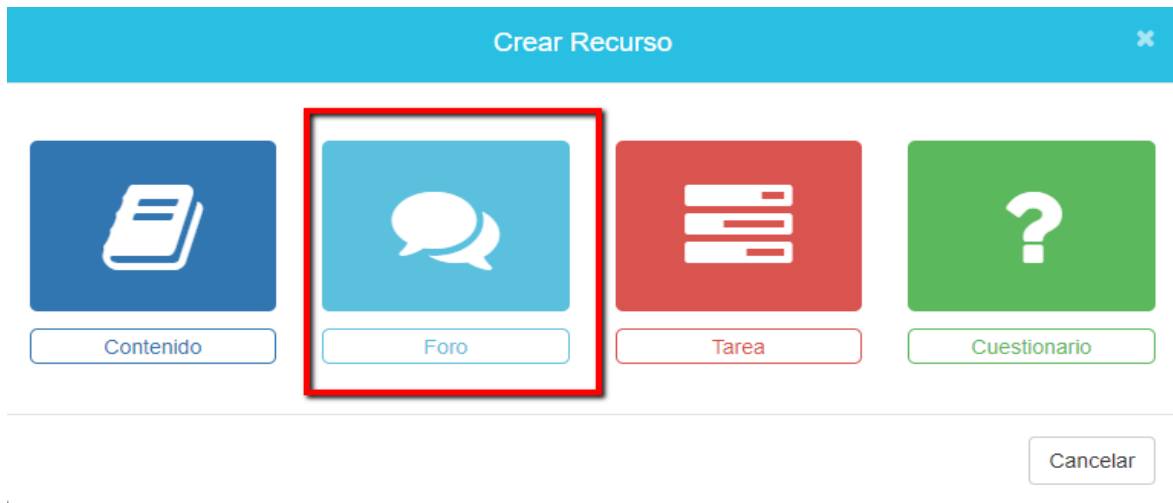 Crear Recurso
Contenido
Foro
Tarea
Cuestionario
Cancelar